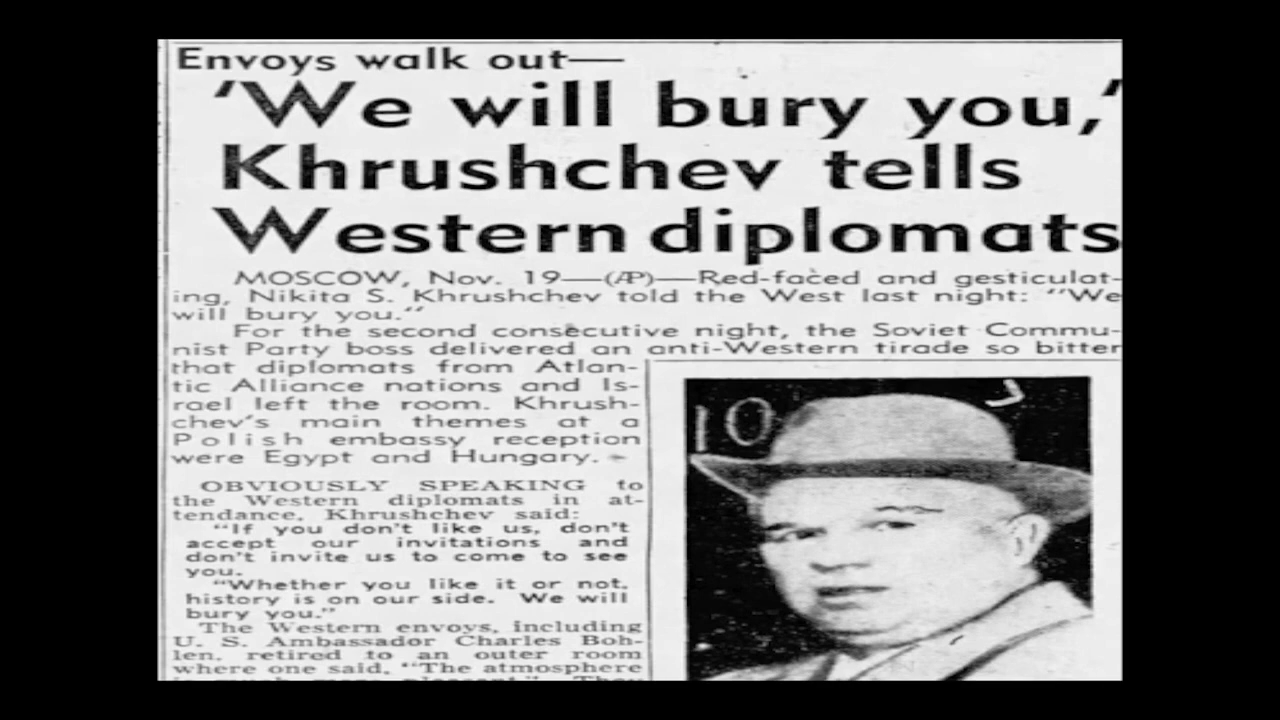 Envoys walk out—
'We will bury you,'
Khrushchev tells
Western diplomats
MOSCOW, Nov. 19—(AP)—Red-faced and gesticulat-
ing, Nikita S. Khrushchev told the West last night: "We
will bury you."
For the second consecutive night, the Soviet Commu-
nist Party boss delivered an anti-Western tirade so bitter
that diplomats from Atlan-
tic Alliance nations and Is-
rael left the room. Khrush-
chev's main themes at a
Polish embassy reception
were Egypt and Hungary.
OBVIOUSLY SPEAKING to
the Western diplomats in at-
tendance, Khrushchev said:
"If you don't like us, don't
accept our invitations and
don't invite us to come to see
you.
"Whether you like it or not,
history is on our side. We will
bury you."
The Western envoys, including
U. S. Ambassador Charles Boh-
len, retired to an outer room
where one said, "The atmosphere
10